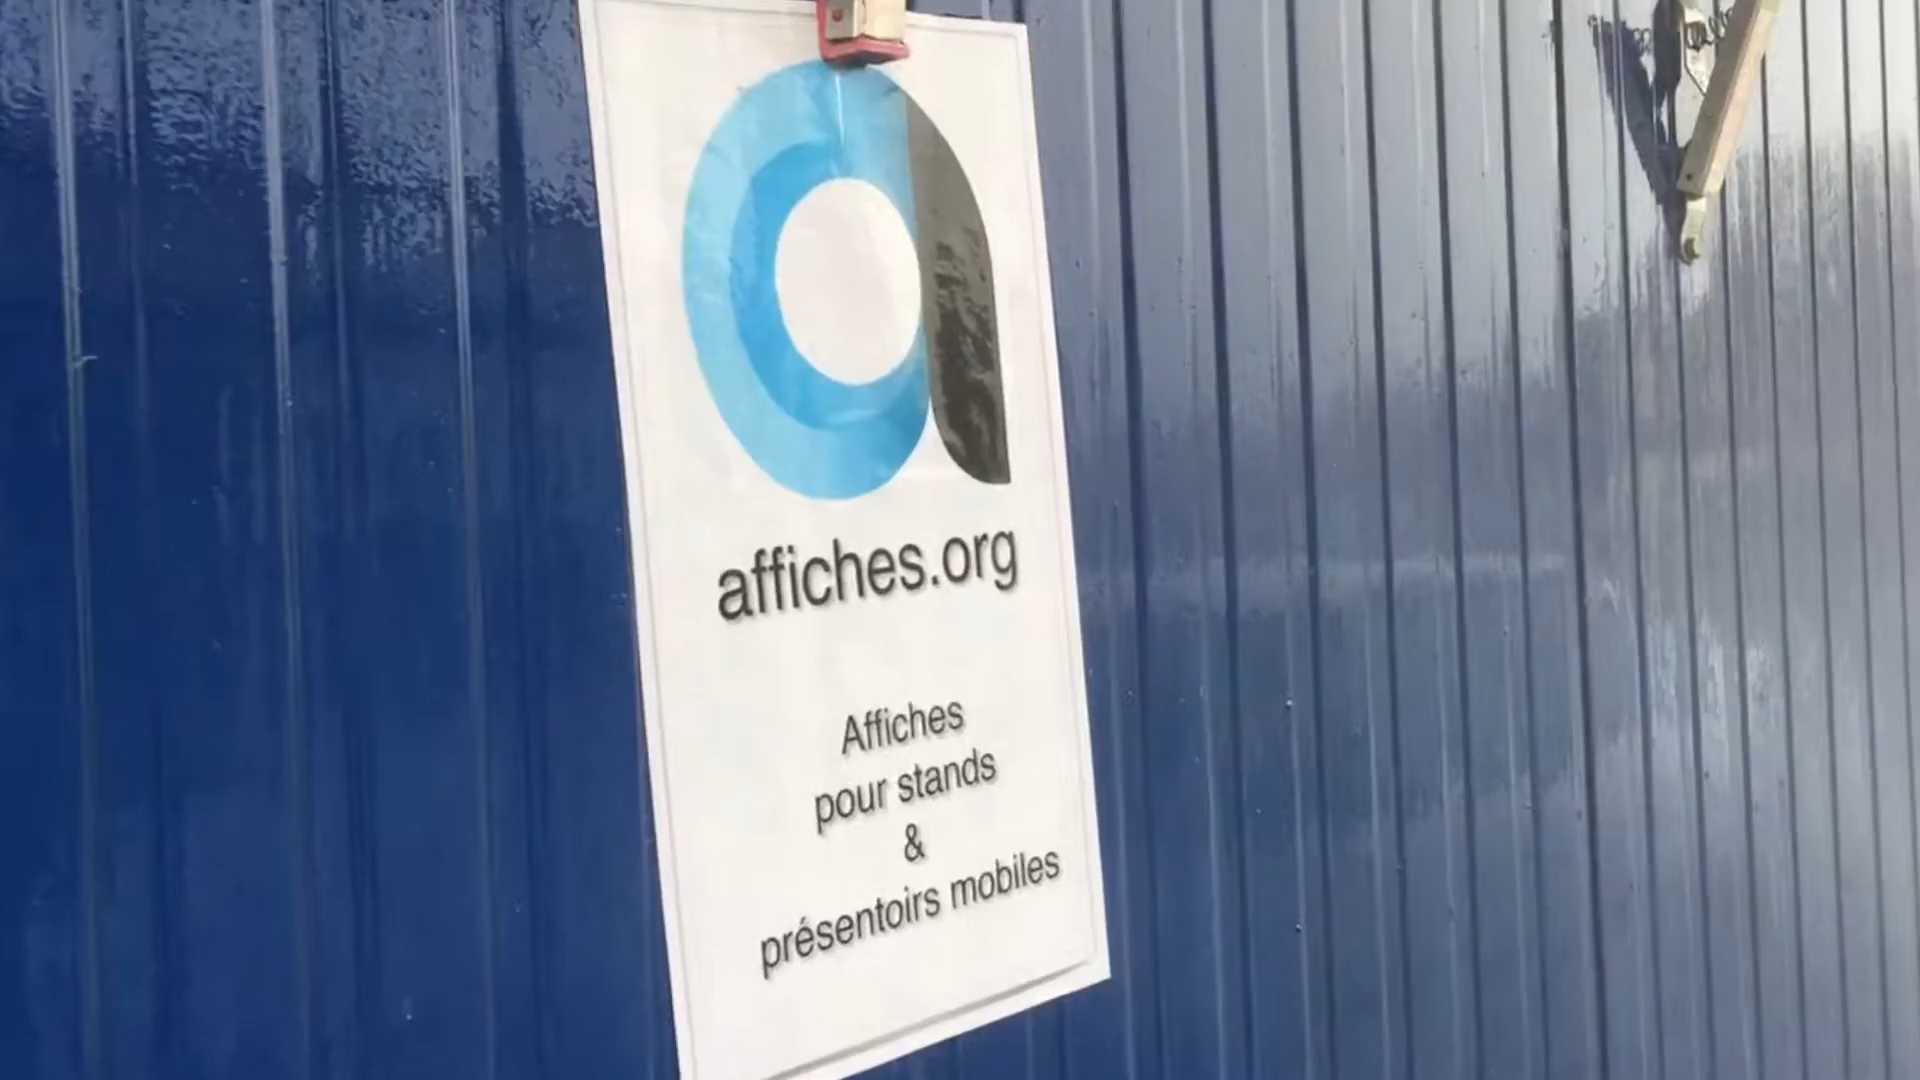 affiches.org
Affiches
pour stands
&
présentoirs mobiles